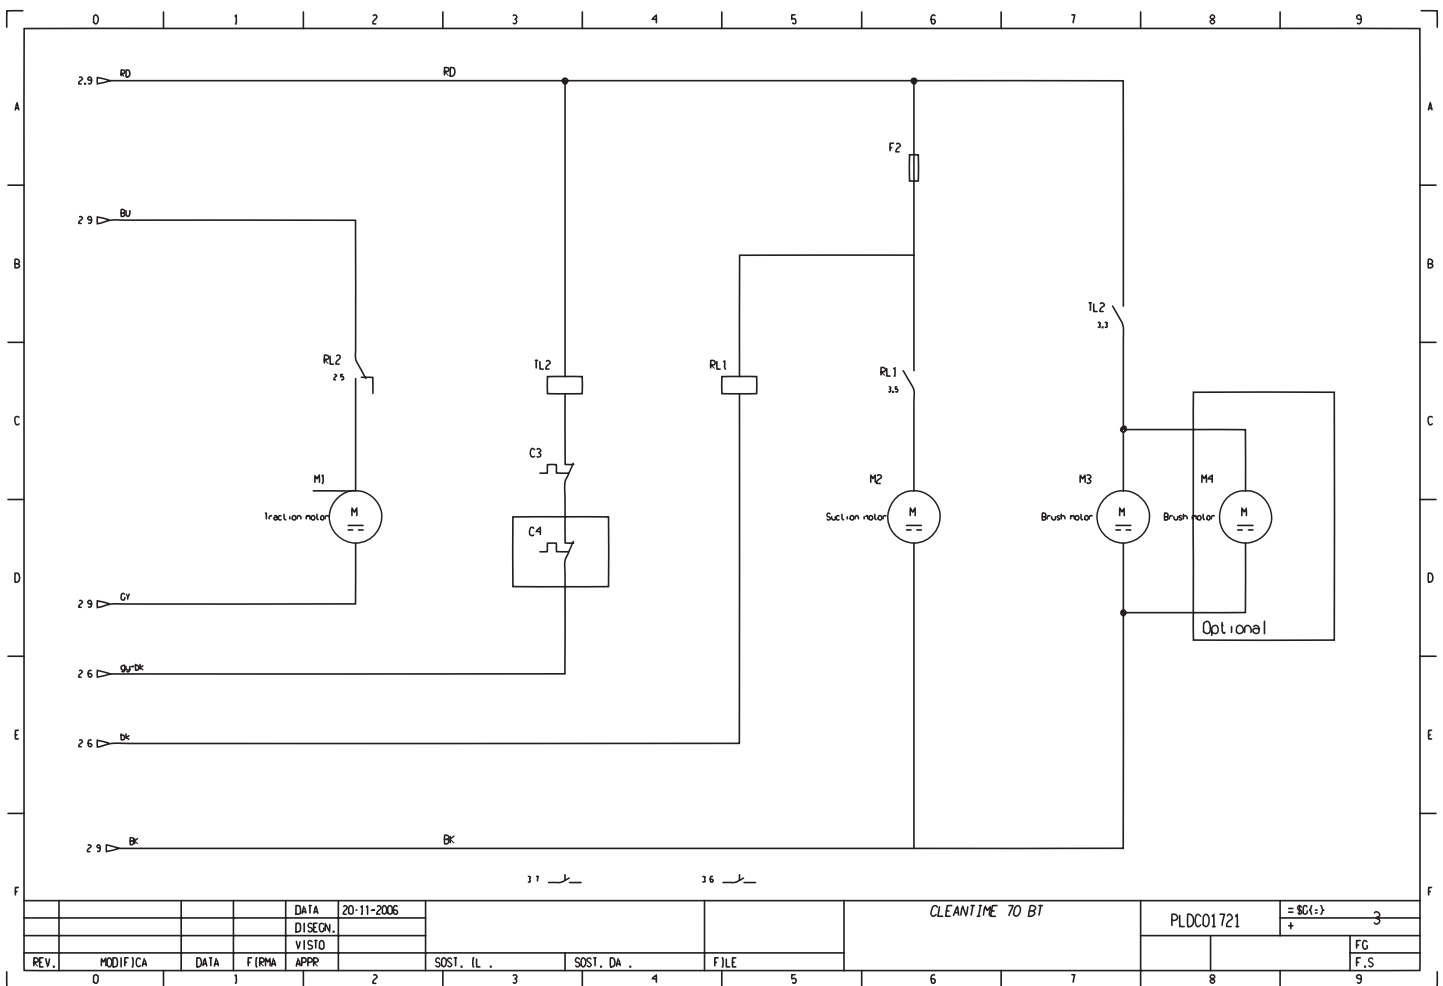 0 1 2 3 4 5 6 7 8 9
2.9 RD RD
A A
F2
2 9 BU
B B
TL2
3.3
RL2
2 5
TL2
RL1
RL1
3.5
C C
C3
M1
M2
M3
M4
M
Traction motor
M
Suction motor
M
Brush motor
M
Brush motor
C4
D D
2 9 GY
Optional
2 6 gy-bk
E E
2 6 bk
2 9 BK BK
3 7
3 6
F F
DATA 20-11-2006
CLEANTIME 70 BT
PLDC01721
=$G{:}
3
+
DISEGN.
VISTO
FG
REV. MODIFICA DATA FIRMA APPR SOST. IL . SOST. DA . FILE F.S
0 1 2 3 4 5 6 7 8 9